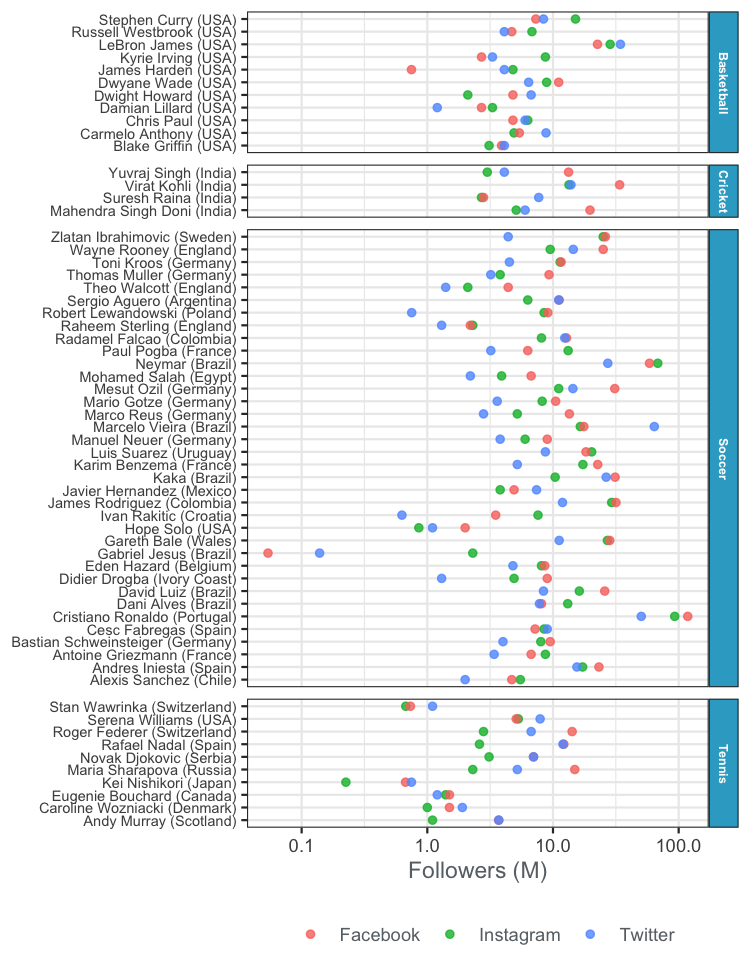 Stephen Curry (USA)
Russell Westbrook (USA)
LeBron James (USA)
Kyrie Irving (USA)
James Harden (USA)
Dwyane Wade (USA)
Dwight Howard (USA)
Damian Lillard (USA)
Chris Paul (USA)
Carmelo Anthony (USA)
Blake Griffin (USA)
Basketball
Yuvraj Singh (India)
Virat Kohli (India)
Suresh Raina (India)
Mahendra Singh Doni (India)
Cricket
Zlatan Ibrahimovic (Sweden)
Wayne Rooney (England)
Toni Kroos (Germany)
Thomas Muller (Germany)
Theo Walcott (England)
Sergio Aguero (Argentina)
Robert Lewandowski (Poland
Raheem Sterling (England)
Radamel Falcao (Colombia)
Paul Pogba (France)
Neymar (Brazil)
Mohamed Salah (Egypt)
Mesut Ozil (Germany)
Mario Gotze (Germany)
Marco Reus (Germany)
Marcelo Vieira (Brazil)
Manuel Neuer (Germany)
Luis Suarez (Uruguay)
Karim Benzema (France)
Kaka (Brazil)
Javier Hernandez (Mexico)
James Rodriguez (Colombia)
Ivan Rakitic (Croatia)
Hope Solo (USA)
Gareth Bale (Wales)
Gabriel Jesus (Brazil)
Eden Hazard (Belgium)
Didier Drogba (Ivory Coast)
David Luiz (Brazil)
Dani Alves (Brazil)
Cristiano Ronaldo (Portugal)
Cesc Fabregas (Spain)
Bastian Schweinsteiger (Germany)
Antoine Griezmann (France)
Andres Iniesta (Spain)
Alexis Sanchez (Chile)
Soccer
Stan Wawrinka (Switzerland)
Serena Williams (USA)
Roger Federer (Switzerland)
Rafael Nadal (Spain)
Novak Djokovic (Serbia)
Maria Sharapova (Russia)
Kei Nishikori (Japan)
Eugenie Bouchard (Canada)
Caroline Wozniacki (Denmark)
Andy Murray (Scotland)
Tennis
0.1 1.0 10.0 100.0
Followers (M)
Facebook Instagram Twitter